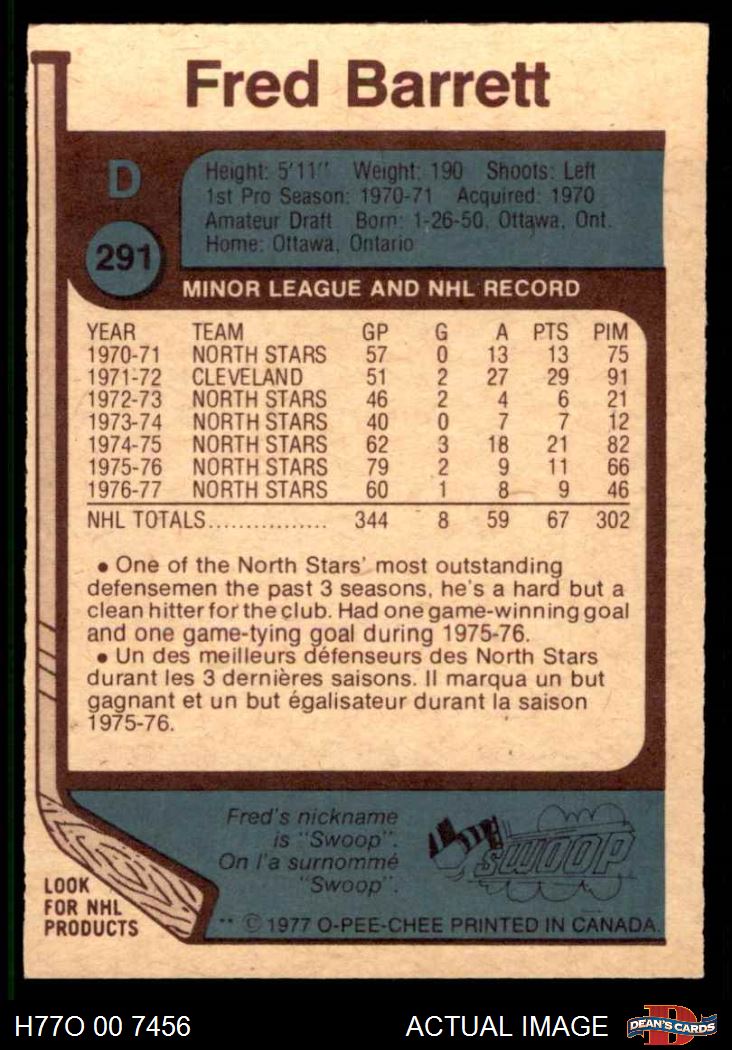 Fred Barrett
D
291
Height: 5'11" Weight: 190 Shoots: Left
1st Pro Season: 1970-71 Acquired: 1970
Amateur Draft Born: 1-26-50, Ottawa, Ont.
Home: Ottawa, Ontario
MINOR LEAGUE AND NHL RECORD
YEAR TEAM GP G A PTS PIM
1970-71 NORTH STARS 57 0 13 13 75
1971-72 CLEVELAND 51 2 27 29 91
1972-73 NORTH STARS 46 2 4 6 21
1973-74 NORTH STARS 40 0 7 7 12
1974-75 NORTH STARS 62 3 18 21 82
1975-76 NORTH STARS 79 2 9 11 66
1976-77 NORTH STARS 60 1 8 9 46
NHL TOTALS................ 344 8 59 67 302
• One of the North Stars' most outstanding
defensemen the past 3 seasons, he's a hard but a
clean hitter for the club. Had one game-winning goal
and one game-tying goal during 1975-76.
• Un des meilleurs défenseurs des North Stars
durant les 3 dernières saisons. Il marqua un but
gagnant et un but égalisateur durant la saison
1975-76.
Fred's nickname
is "Swoop".
On l'a surnommé
"Swoop".
SWOOP
LOOK
FOR NHL
PRODUCTS
** © 1977 O-PEE-CHEE PRINTED IN CANADA.
H77O 00 7456
ACTUAL IMAGE
D
DEAN'S CARDS